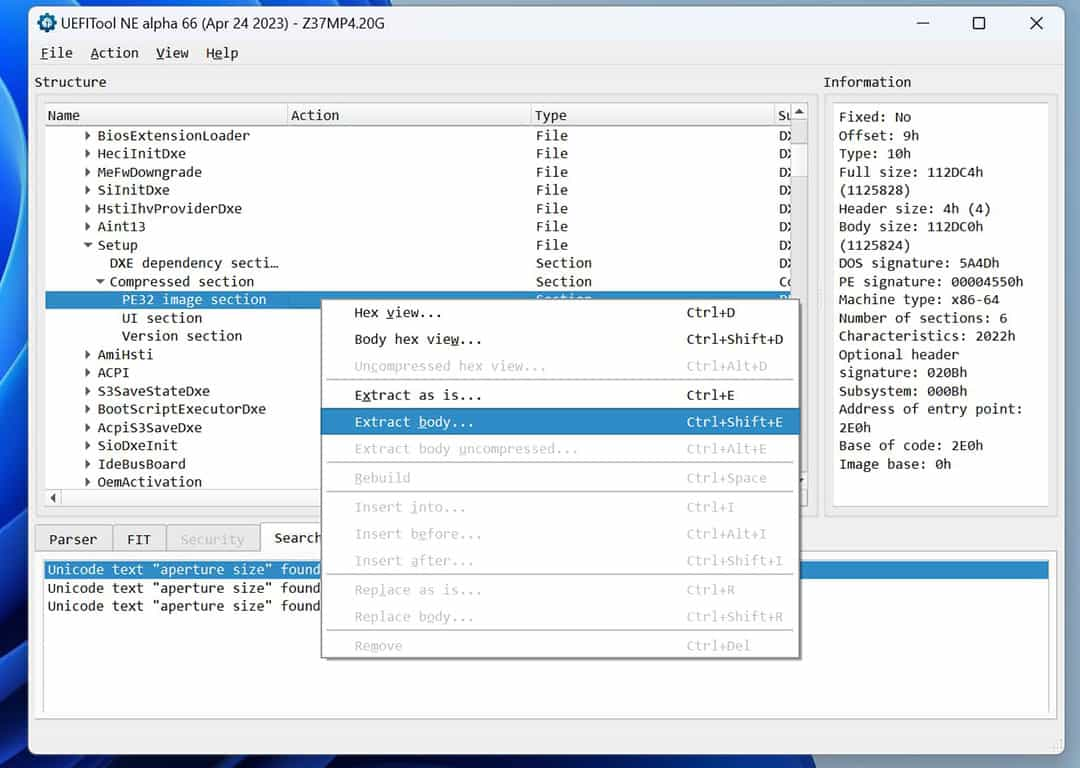 UEFITool NE alpha 66 (Apr 24 2023) - Z37MP4.20G
File Action View Help
Structure
Name Action Type
BiosExtensionLoader File
HeciInitDxe File
MeFwDowngrade File
SiInitDxe File
HstiIhvProviderDxe File
Aint13 File
Setup File
DXE dependency secti… Section
Compressed section Section
PE32 image section Section
UI section
Version section
AmiHsti
ACPI
S3SaveStateDxe
BootScriptExecutorDxe
AcpiS3SaveDxe
SioDxeInit
IdeBusBoard
OemActivation
Hex view... Ctrl+D
Body hex view... Ctrl+Shift+D
Uncompressed hex view... Ctrl+Alt+D
Extract as is... Ctrl+E
Extract body... Ctrl+Shift+E
Extract body uncompressed... Ctrl+Alt+E
Rebuild Ctrl+Space
Insert into... Ctrl+I
Insert before... Ctrl+Alt+I
Insert after... Ctrl+Shift+I
Replace as is... Ctrl+R
Replace body... Ctrl+Shift+R
Remove Ctrl+Del
Information
Fixed: No
Offset: 9h
Type: 10h
Full size: 112DC4h
(1125828)
Header size: 4h (4)
Body size: 112DC0h
(1125824)
DOS signature: 5A4Dh
PE signature: 00004550h
Machine type: x86-64
Number of sections: 6
Characteristics: 2022h
Optional header
signature: 020Bh
Subsystem: 000Bh
Address of entry point:
2E0h
Base of code: 2E0h
Image base: 0h
Parser FIT Security Search
Unicode text "aperture size" found
Unicode text "aperture size" found
Unicode text "aperture size" found